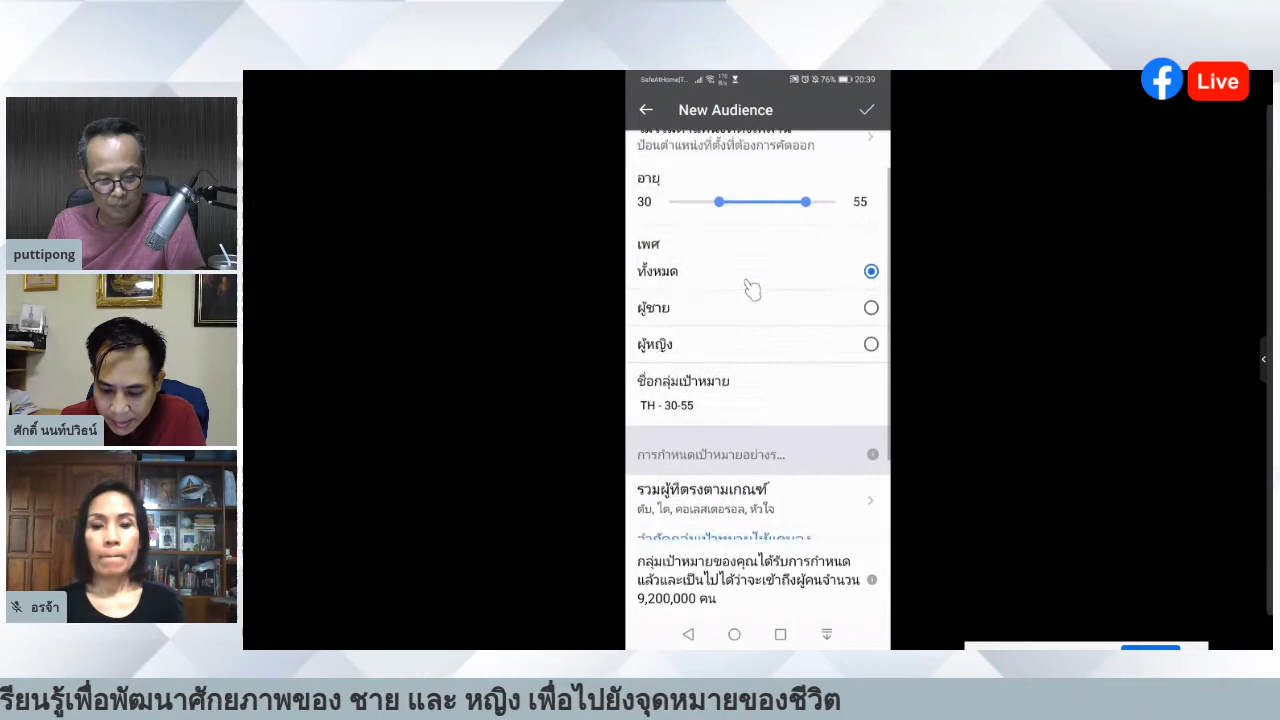 Live
SafeAtHome|T..
170
B/s
76%
20:39
New Audience
ป้อนตำแหน่งที่ตั้งที่ต้องการคัดออก
อายุ
30
55
เพศ
ทั้งหมด
ผู้ชาย
ผู้หญิง
ชื่อกลุ่มเป้าหมาย
TH - 30-55
การกำหนดเป้าหมายอย่างร...
รวมผู้ที่ตรงตามเกณฑ์
ตับ, ไต, คอเลสเตอรอล, หัวใจ
กลุ่มเป้าหมายของคุณได้รับการกำหนด
แล้วและเป็นไปได้ว่าจะเข้าถึงผู้คนจำนวน
9,200,000 คน
puttipong
ศักดิ์ นนท์ปวิธน์
อรจ้า
รียนรู้เพื่อพัฒนาศักยภาพของ ชาย และ หญิง เพื่อไปยังจุดหมายของชีวิต